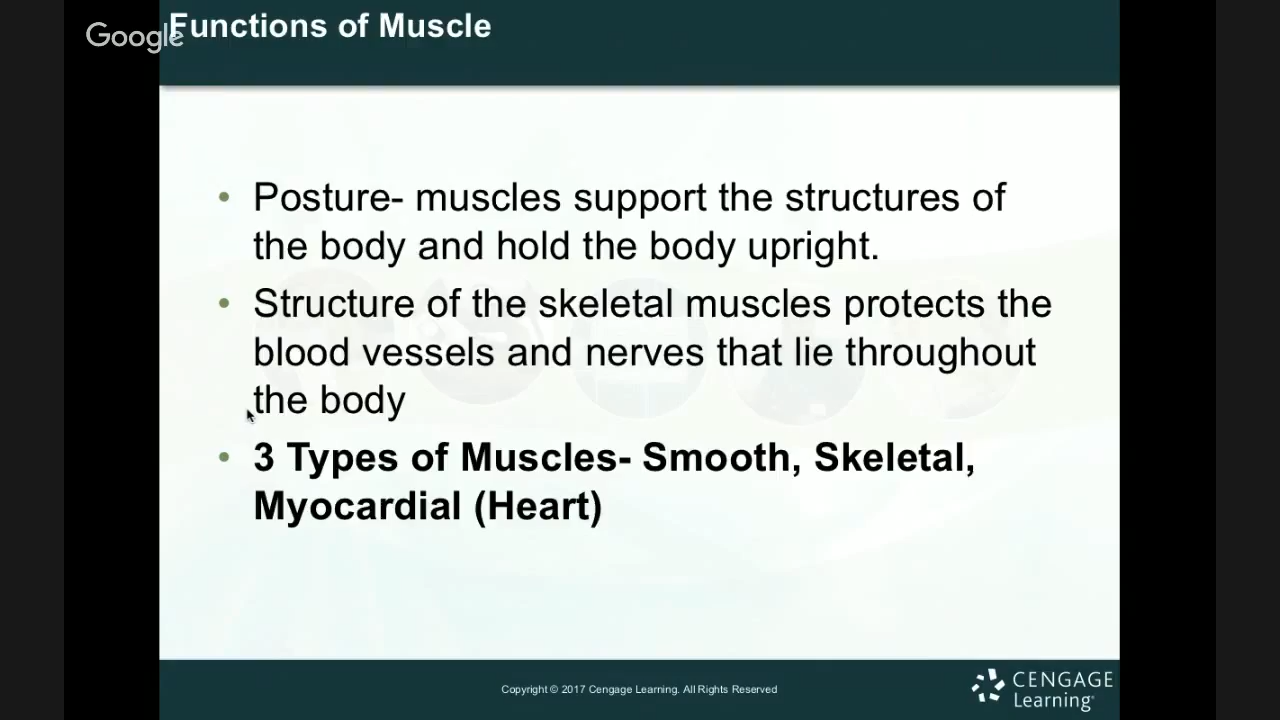 Functions of Muscle
Google
• Posture- muscles support the structures of
the body and hold the body upright.
• Structure of the skeletal muscles protects the
blood vessels and nerves that lie throughout
the body
• 3 Types of Muscles- Smooth, Skeletal,
Myocardial (Heart)
Copyright © 2017 Cengage Learning. All Rights Reserved
CENGAGE
Learning®